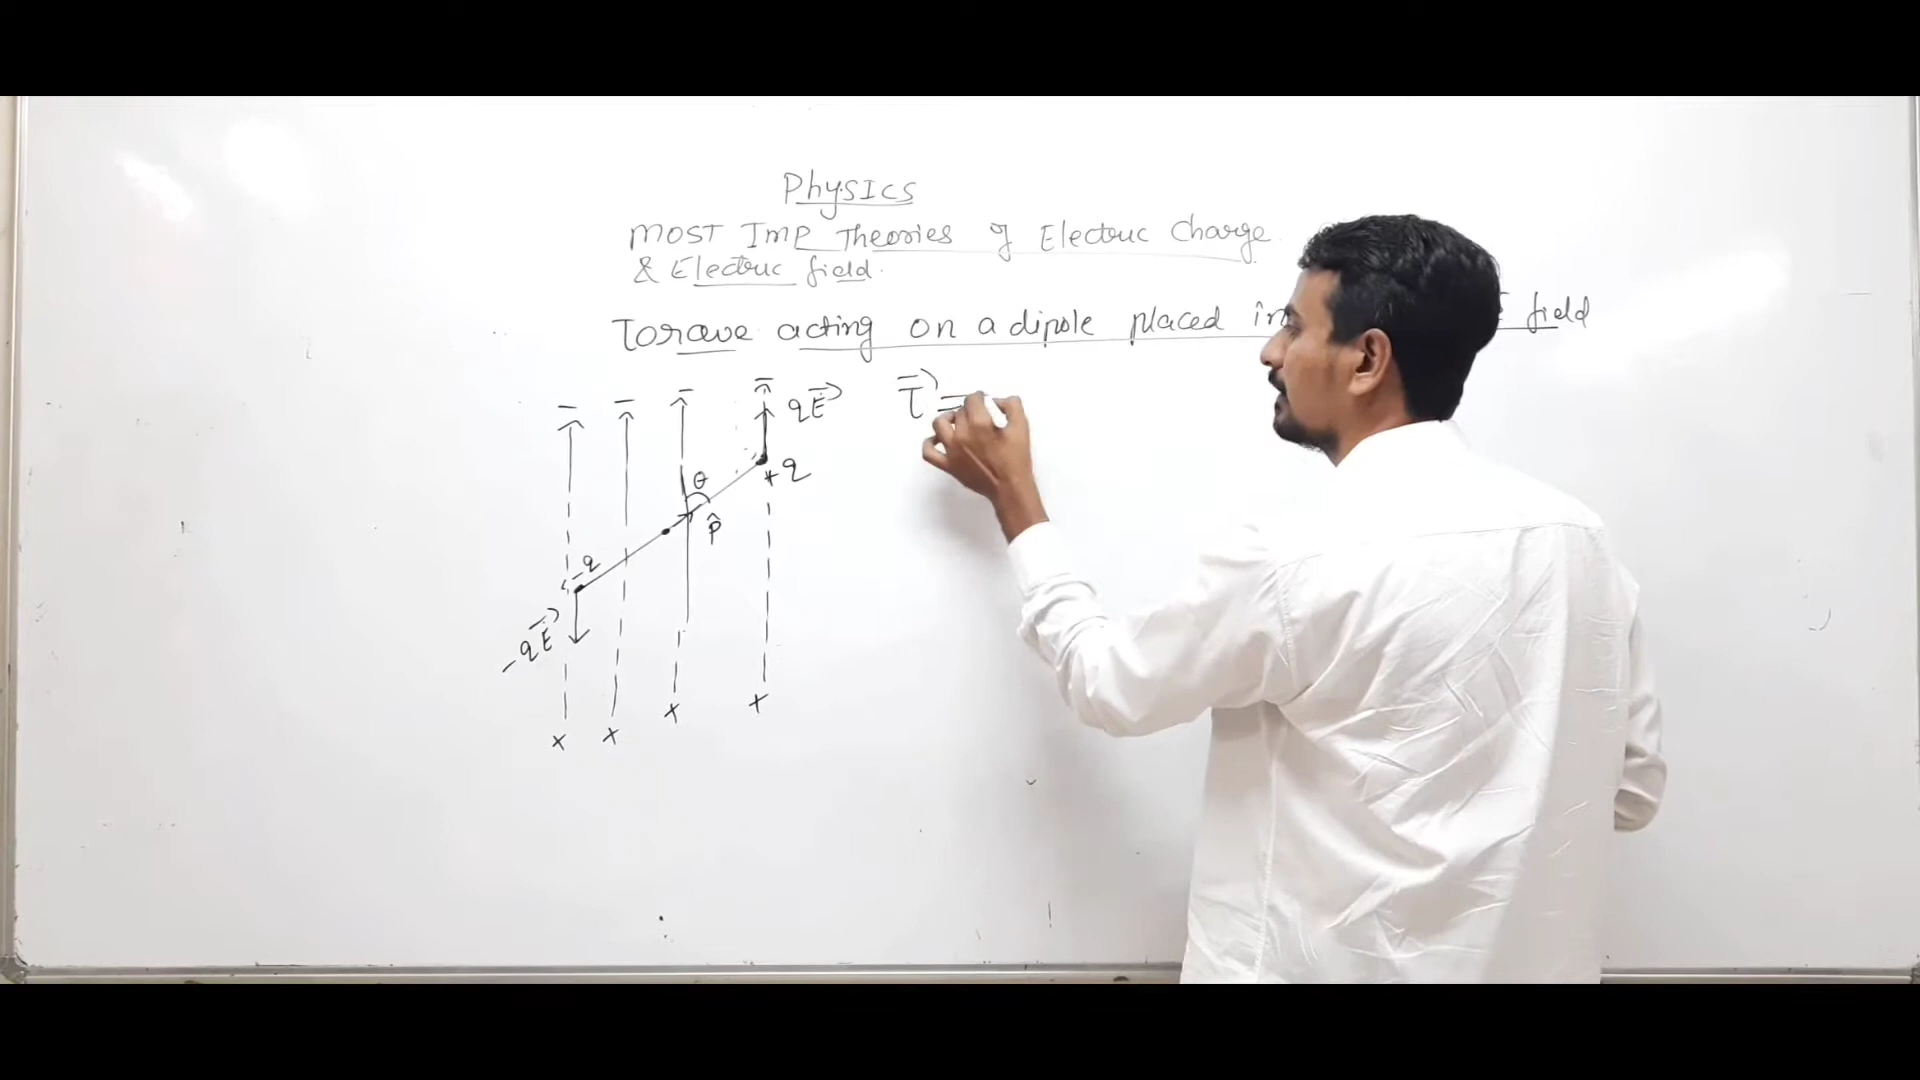 Physics
MOST Imp Theories of Electric Charge
& Electric field.
Torque acting on a dipole placed in field
qE⃗
τ⃗ =
θ
+q
p̂
-q
-qE⃗